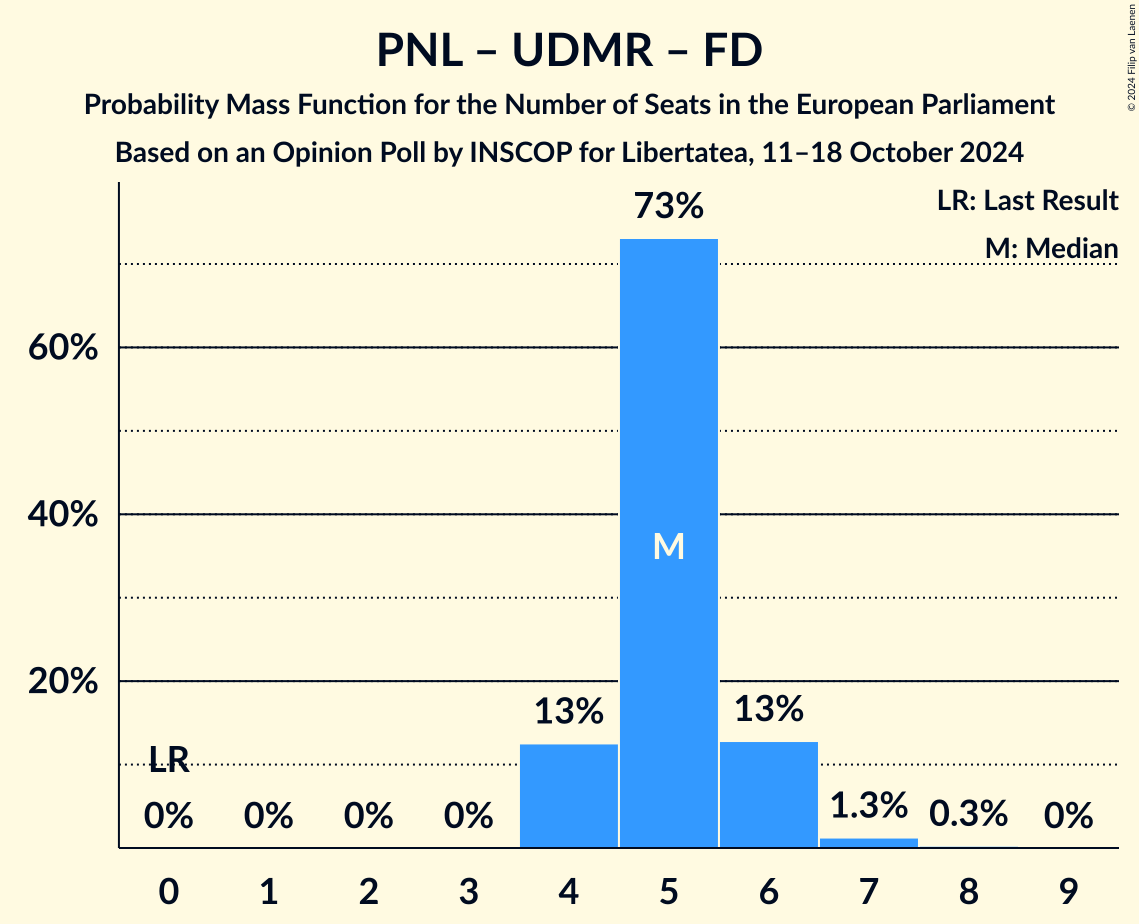 PNL – UDMR – FD
Probability Mass Function for the Number of Seats in the European Parliament
Based on an Opinion Poll by INSCOP for Libertatea, 11–18 October 2024
© 2024 Filip van Laenen
LR: Last Result
M: Median
73%
60%
40%
M
20%
13%
13%
LR
0%
0%
0%
0%
1.3%
0.3%
0%
0
1
2
3
4
5
6
7
8
9